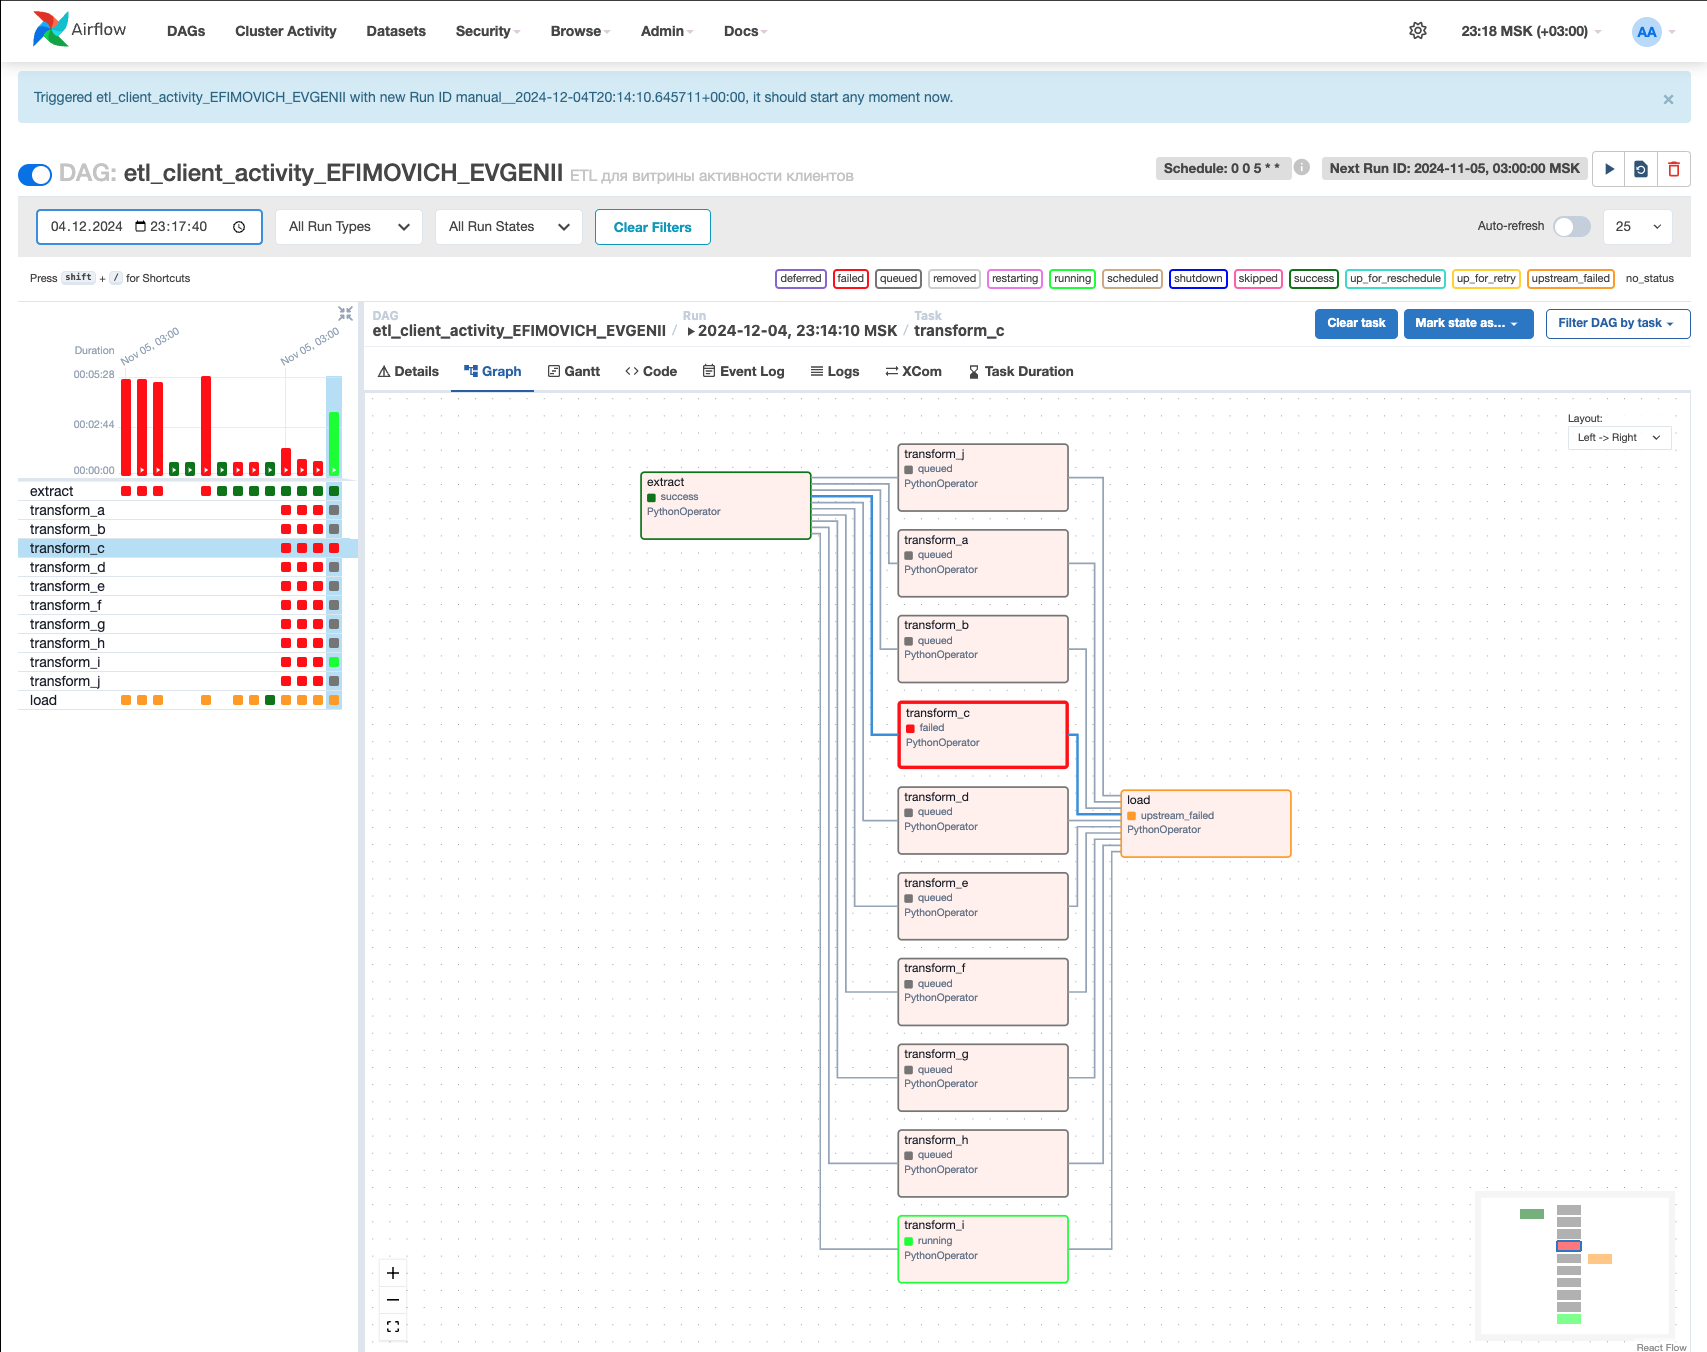 Airflow DAGs Cluster Activity Datasets Security Browse Admin Docs 23:18 MSK (+03:00) AA
Triggered etl_client_activity_EFIMOVICH_EVGENII with new Run ID manual__2024-12-04T20:14:10.645711+00:00, it should start any moment now. ×
DAG: etl_client_activity_EFIMOVICH_EVGENII ETL для витрины активности клиентов Schedule: 0 0 5 * * i Next Run ID: 2024-11-05, 03:00:00 MSK
04.12.2024 23:17:40 All Run Types All Run States Clear Filters Auto-refresh 25
Press shift + / for Shortcuts deferred failed queued removed restarting running scheduled shutdown skipped success up_for_reschedule up_for_retry upstream_failed no_status
Duration
Nov 05, 03:00
Nov 05, 03:00
00:05:28
00:02:44
00:00:00
extract
transform_a
transform_b
transform_c
transform_d
transform_e
transform_f
transform_g
transform_h
transform_i
transform_j
load
DAG Run Task
etl_client_activity_EFIMOVICH_EVGENII / 2024-12-04, 23:14:10 MSK / transform_c
Clear task Mark state as... Filter DAG by task
Details Graph Gantt Code Event Log Logs XCom Task Duration
Layout:
Left -> Right
extract
success
PythonOperator
transform_j
queued
PythonOperator
transform_a
queued
PythonOperator
transform_b
queued
PythonOperator
transform_c
failed
PythonOperator
transform_d
queued
PythonOperator
transform_e
queued
PythonOperator
transform_f
queued
PythonOperator
transform_g
queued
PythonOperator
transform_h
queued
PythonOperator
transform_i
running
PythonOperator
load
upstream_failed
PythonOperator
React Flow